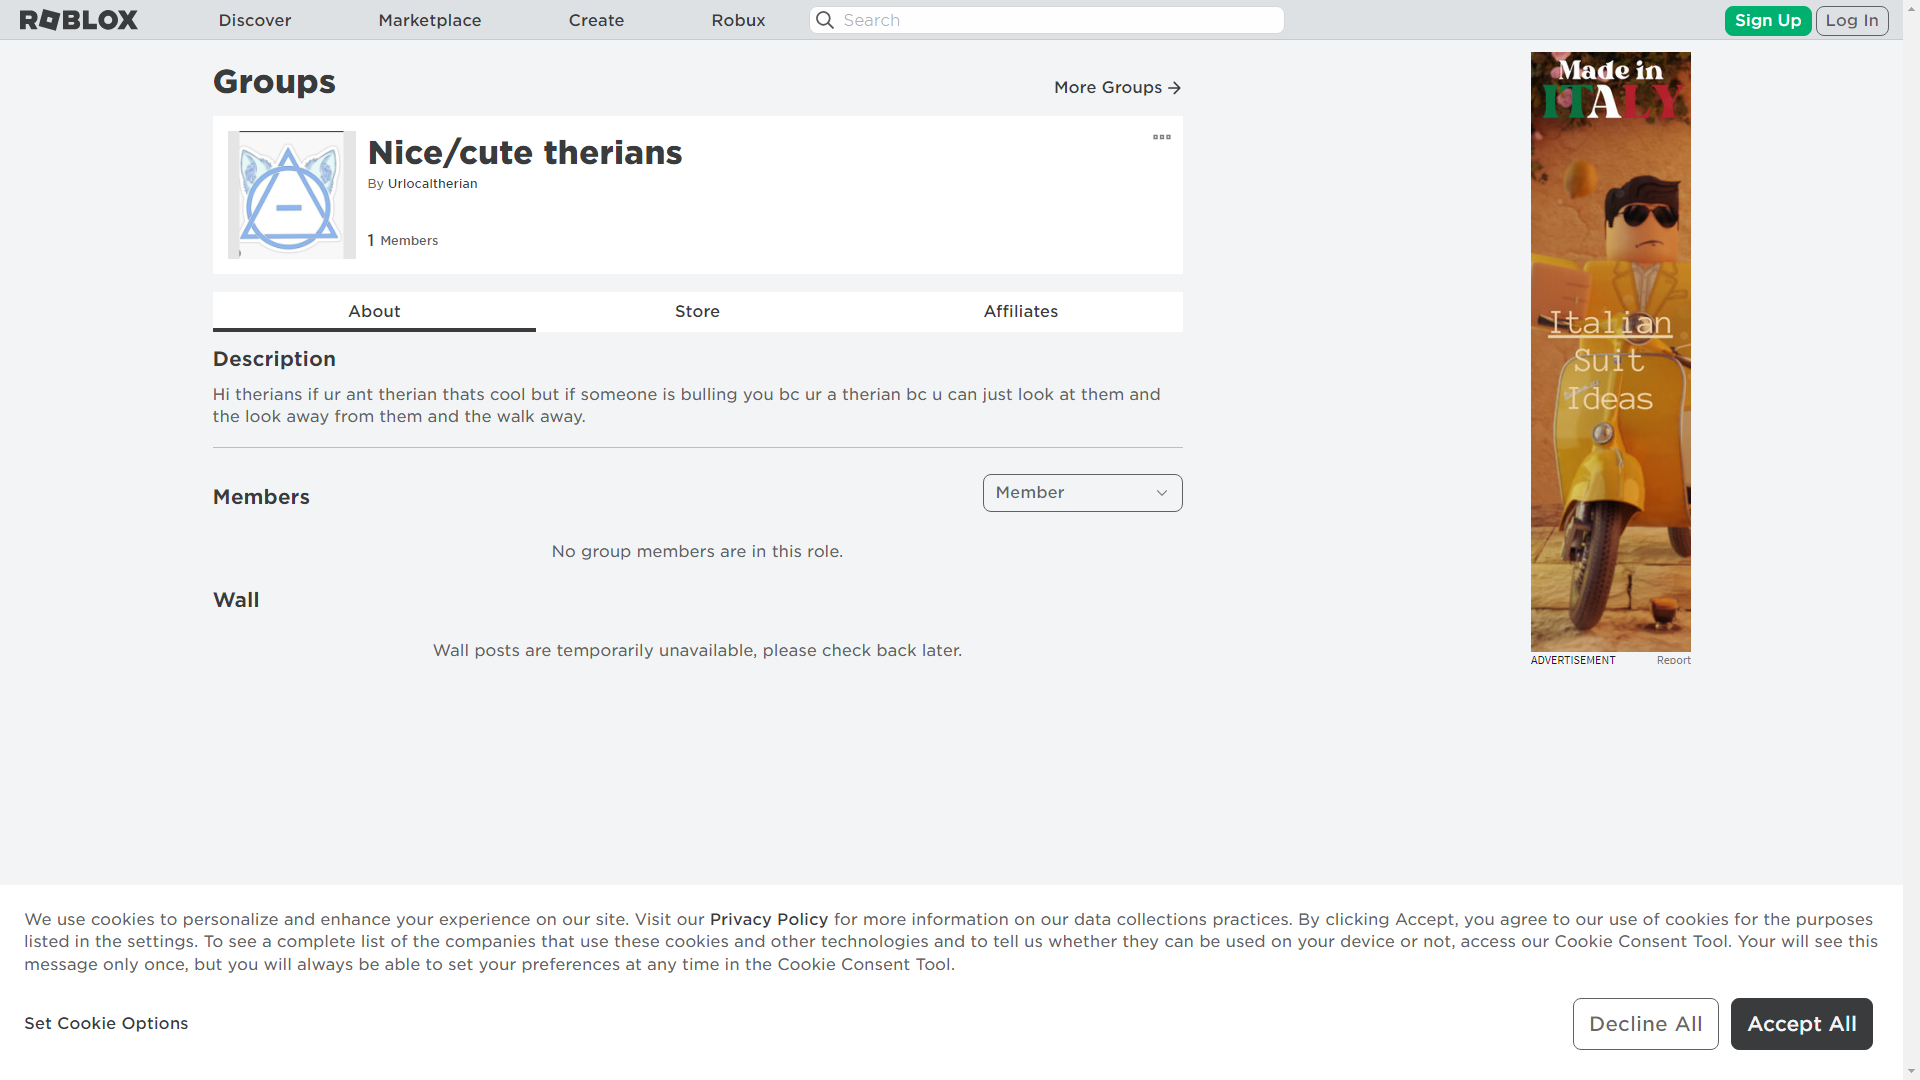 ROBLOX
Discover
Marketplace
Create
Robux
Search
Sign Up
Log In
Groups
More Groups
Nice/cute therians
By Urlocaltherian
1 Members
About
Store
Affiliates
Description
Hi therians if ur ant therian thats cool but if someone is bulling you bc ur a therian bc u can just look at them and
the look away from them and the walk away.
Members
Member
No group members are in this role.
Wall
Wall posts are temporarily unavailable, please check back later.
Made in
ITALY
Italian
Suit
Ideas
ADVERTISEMENT
Report
We use cookies to personalize and enhance your experience on our site. Visit our Privacy Policy for more information on our data collections practices. By clicking Accept, you agree to our use of cookies for the purposes
listed in the settings. To see a complete list of the companies that use these cookies and other technologies and to tell us whether they can be used on your device or not, access our Cookie Consent Tool. Your will see this
message only once, but you will always be able to set your preferences at any time in the Cookie Consent Tool.
Set Cookie Options
Decline All
Accept All